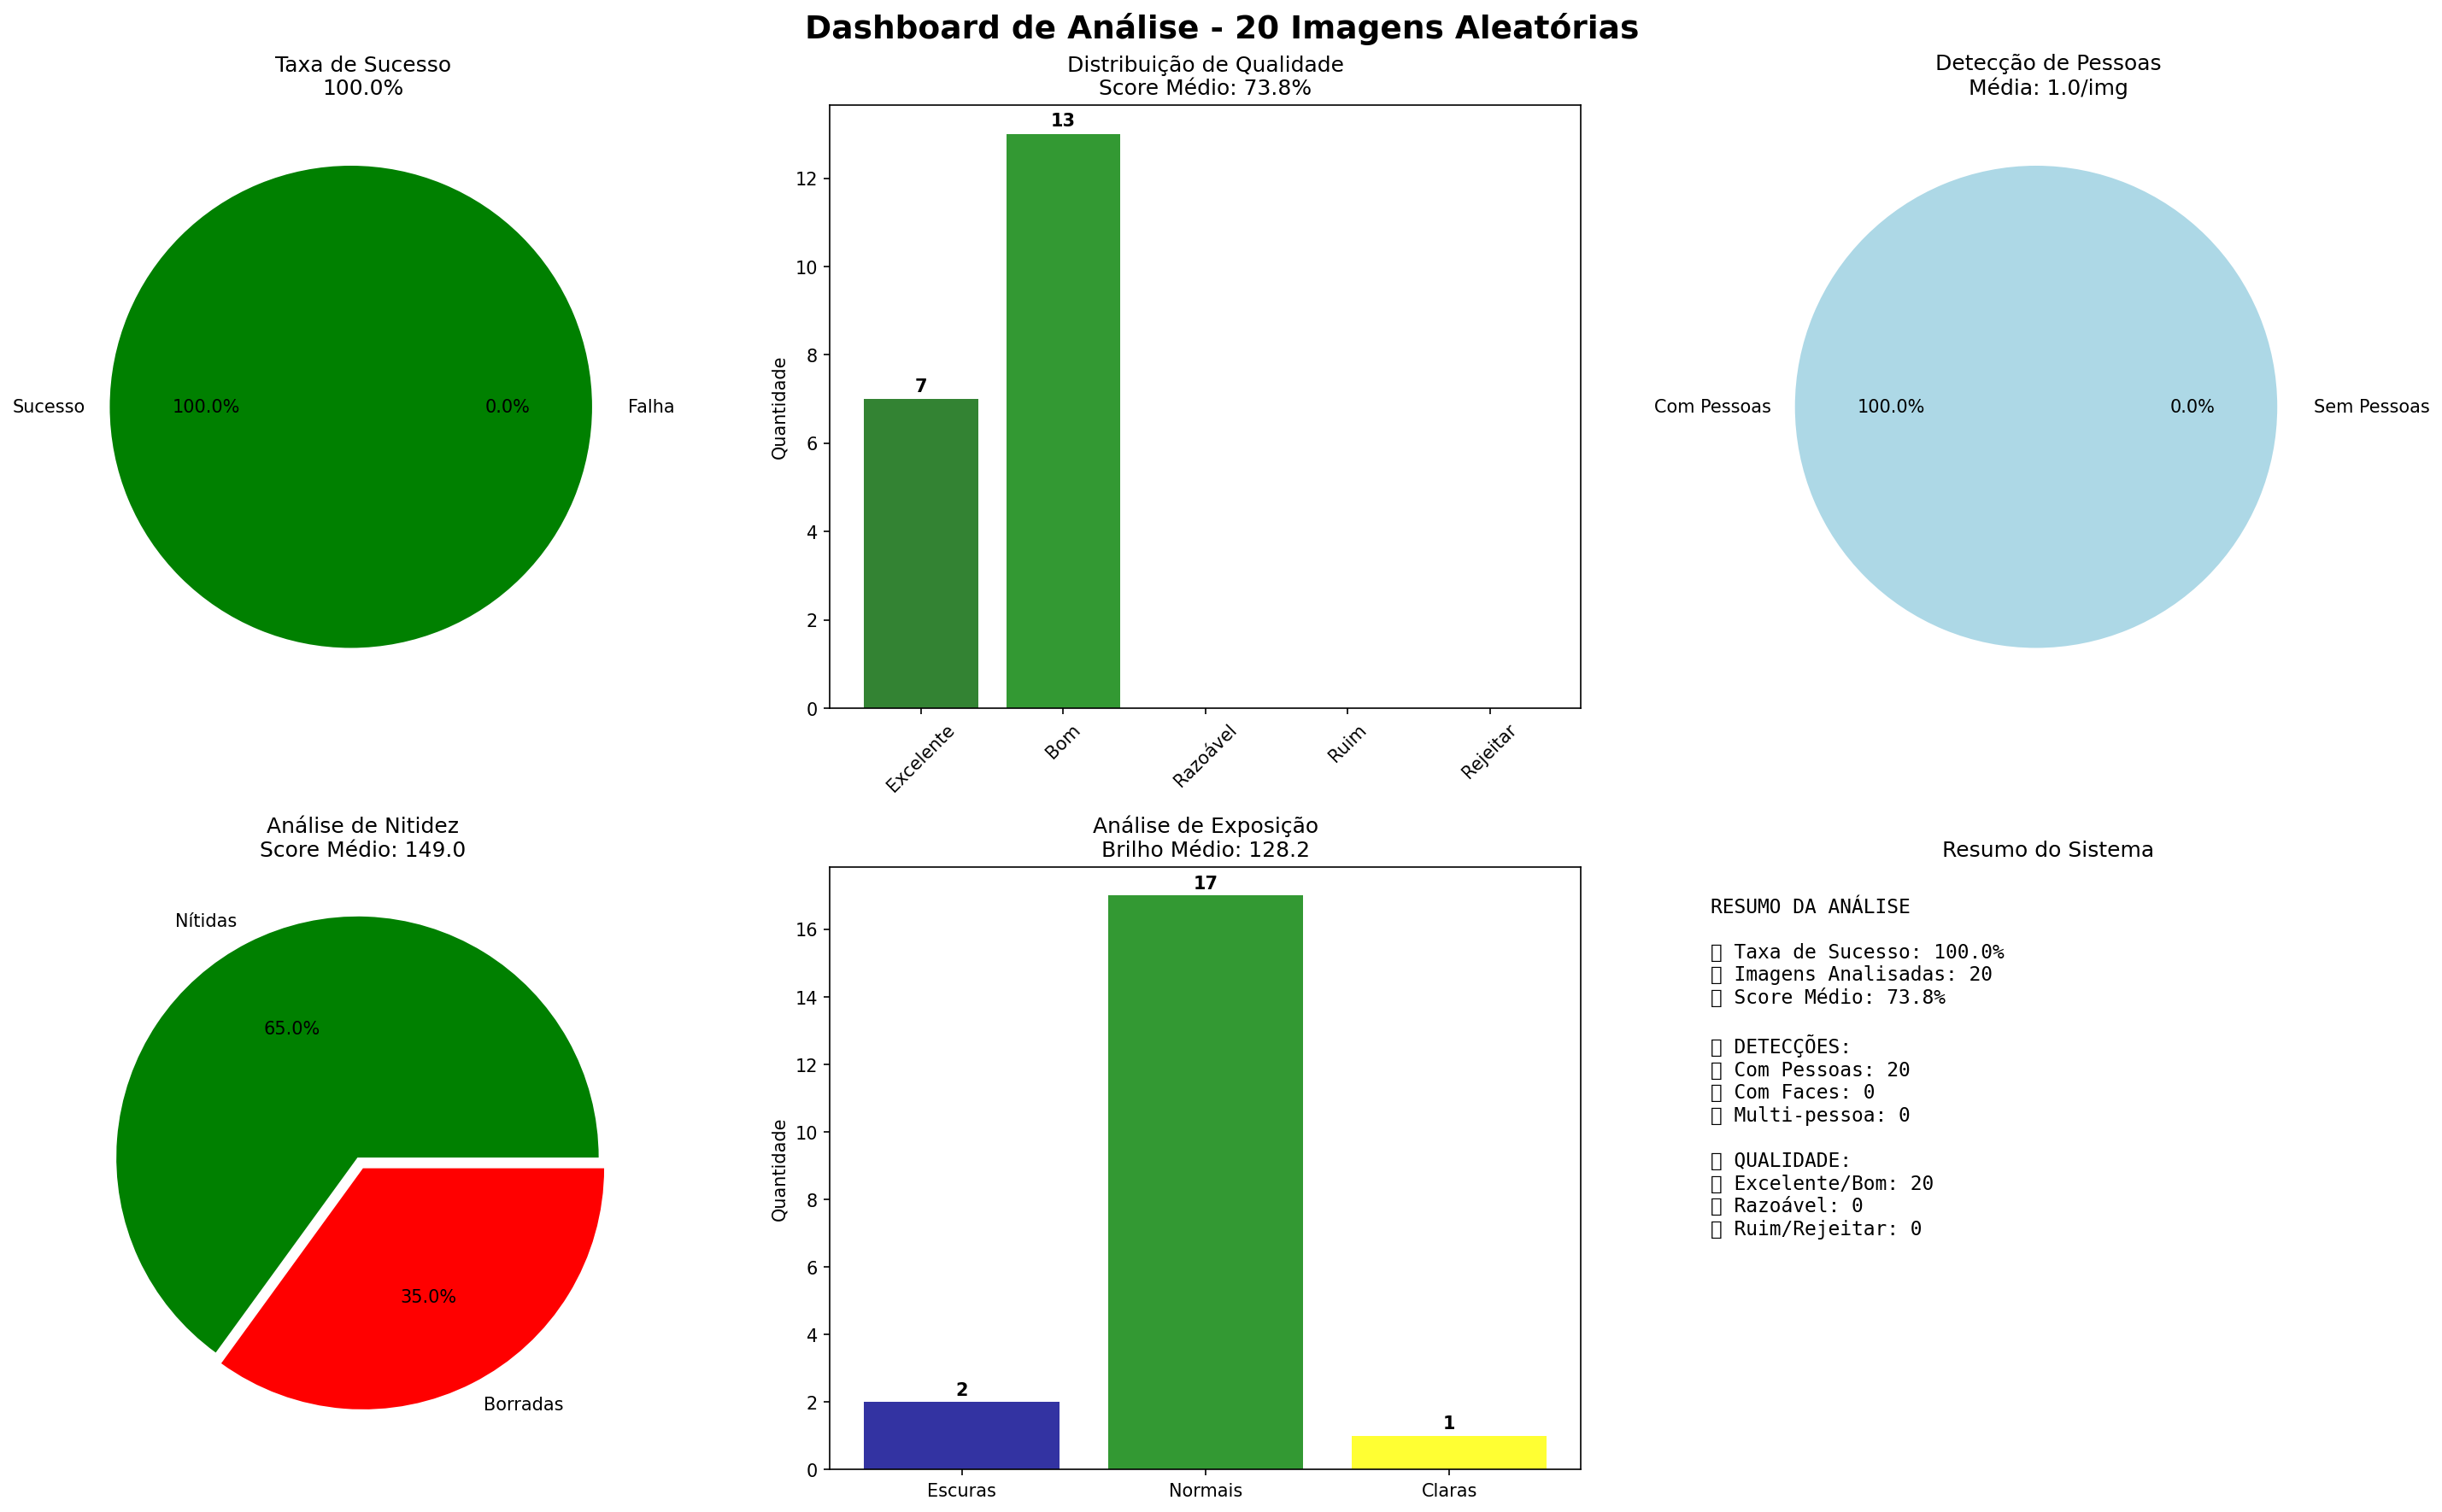 Dashboard de Análise - 20 Imagens Aleatórias
Taxa de Sucesso
100.0%
Sucesso
100.0%
0.0%
Falha
Distribuição de Qualidade
Score Médio: 73.8%
Quantidade
12
10
8
6
4
2
0
7
13
Excelente
Bom
Razoável
Ruim
Rejeitar
Detecção de Pessoas
Média: 1.0/img
Com Pessoas
100.0%
0.0%
Sem Pessoas
Análise de Nitidez
Score Médio: 149.0
Nítidas
65.0%
35.0%
Borradas
Análise de Exposição
Brilho Médio: 128.2
Quantidade
16
14
12
10
8
6
4
2
0
2
17
1
Escuras
Normais
Claras
Resumo do Sistema
RESUMO DA ANÁLISE
Taxa de Sucesso: 100.0%
Imagens Analisadas: 20
Score Médio: 73.8%
DETECÇÕES:
Com Pessoas: 20
Com Faces: 0
Multi-pessoa: 0
QUALIDADE:
Excelente/Bom: 20
Razoável: 0
Ruim/Rejeitar: 0